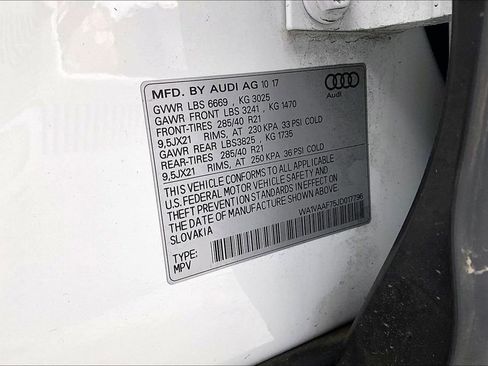 MFD. BY AUDI AG 10 17
Audi
GVWR LBS 6669 , KG 3025
GAWR FRONT LBS 3241 , KG 1470
FRONT-TIRES 285/40 R21
9,5JX21 RIMS, AT 230 KPA 33 PSI COLD
GAWR REAR LBS3825 , KG 1735
REAR-TIRES 285/40 R21
9,5JX21 RIMS, AT 250 KPA 36 PSI COLD
THIS VEHICLE CONFORMS TO ALL APPLICABLE
U.S. FEDERAL MOTOR VEHICLE SAFETY AND
THEFT PREVENTION STANDARDS IN EFFECT ON
THE DATE OF MANUFACTURE SHOWN ABOVE.
SLOVAKIA WA1VAAF75JD017796
TYPE:
MPV